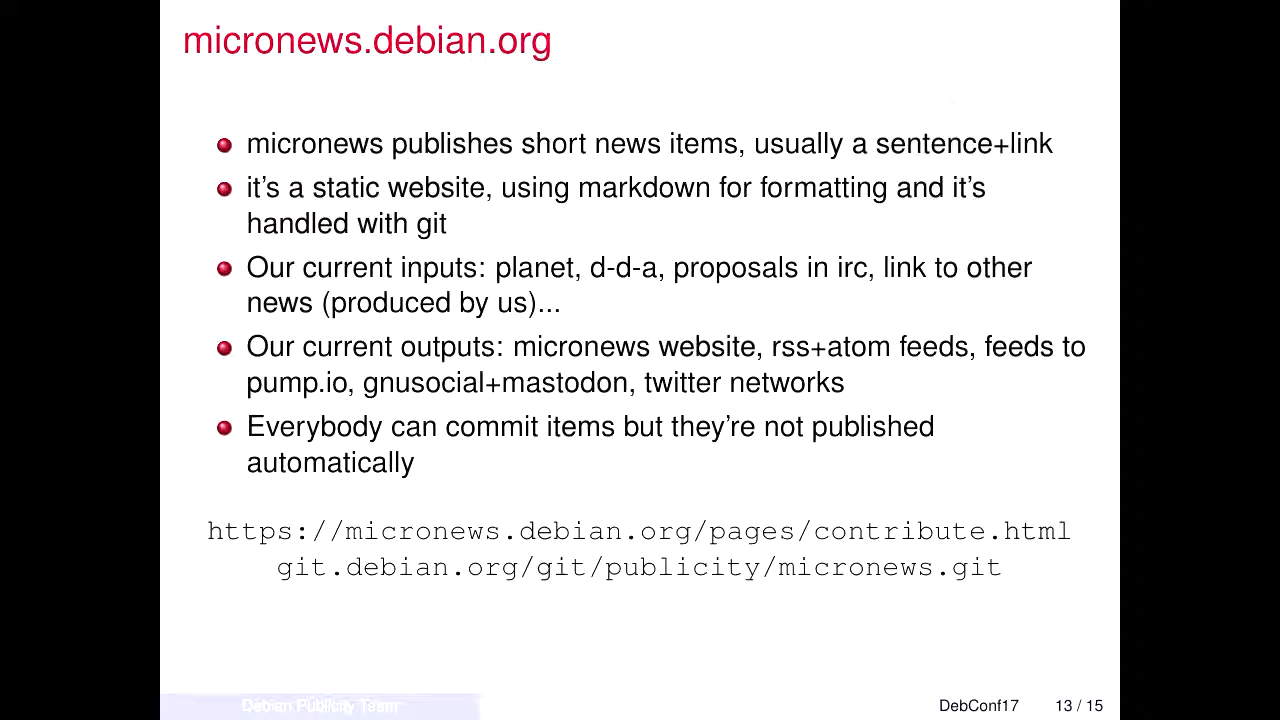 micronews.debian.org
micronews publishes short news items, usually a sentence+link
it's a static website, using markdown for formatting and it's
handled with git
Our current inputs: planet, d-d-a, proposals in irc, link to other
news (produced by us)...
Our current outputs: micronews website, rss+atom feeds, feeds to
pump.io, gnusocial+mastodon, twitter networks
Everybody can commit items but they're not published
automatically
https://micronews.debian.org/pages/contribute.html
git.debian.org/git/publicity/micronews.git
Debian Publicity Team DebConf17 13 / 15